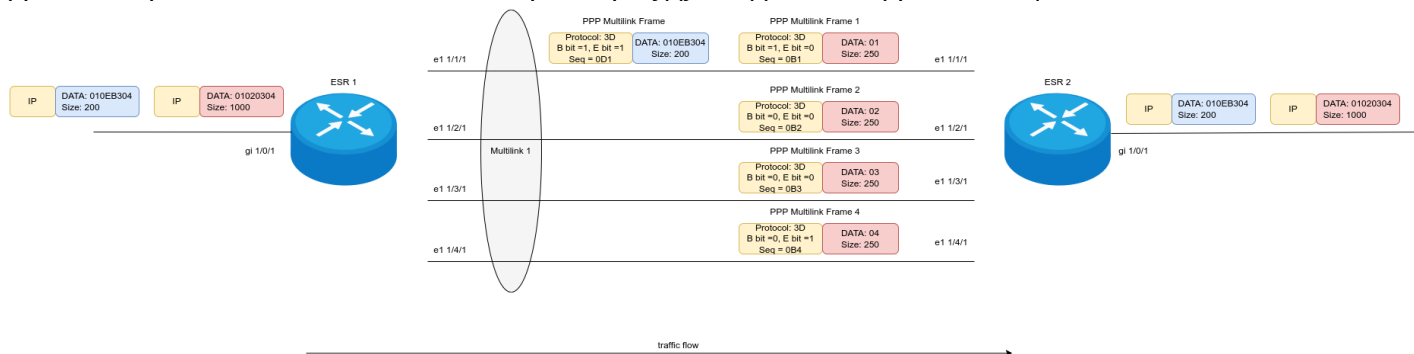 PPP Multilink Frame
PPP Multilink Frame 1
Protocol: 3D
B bit =1, E bit =1
Seq = 0D1
DATA: 010EB304
Size: 200
Protocol: 3D
B bit =1, E bit =0
Seq = 0B1
DATA: 01
Size: 250
e1 1/1/1
e1 1/1/1
ESR 1
ESR 2
IP
DATA: 010EB304
Size: 200
IP
DATA: 01020304
Size: 1000
PPP Multilink Frame 2
Protocol: 3D
B bit =0, E bit =0
Seq = 0B2
DATA: 02
Size: 250
IP
DATA: 010EB304
Size: 200
IP
DATA: 01020304
Size: 1000
e1 1/2/1
e1 1/2/1
gi 1/0/1
Multilink 1
gi 1/0/1
PPP Multilink Frame 3
Protocol: 3D
B bit =0, E bit =0
Seq = 0B3
DATA: 03
Size: 250
e1 1/3/1
e1 1/3/1
PPP Multilink Frame 4
Protocol: 3D
B bit =0, E bit =1
Seq = 0B4
DATA: 04
Size: 250
e1 1/4/1
e1 1/4/1
traffic flow